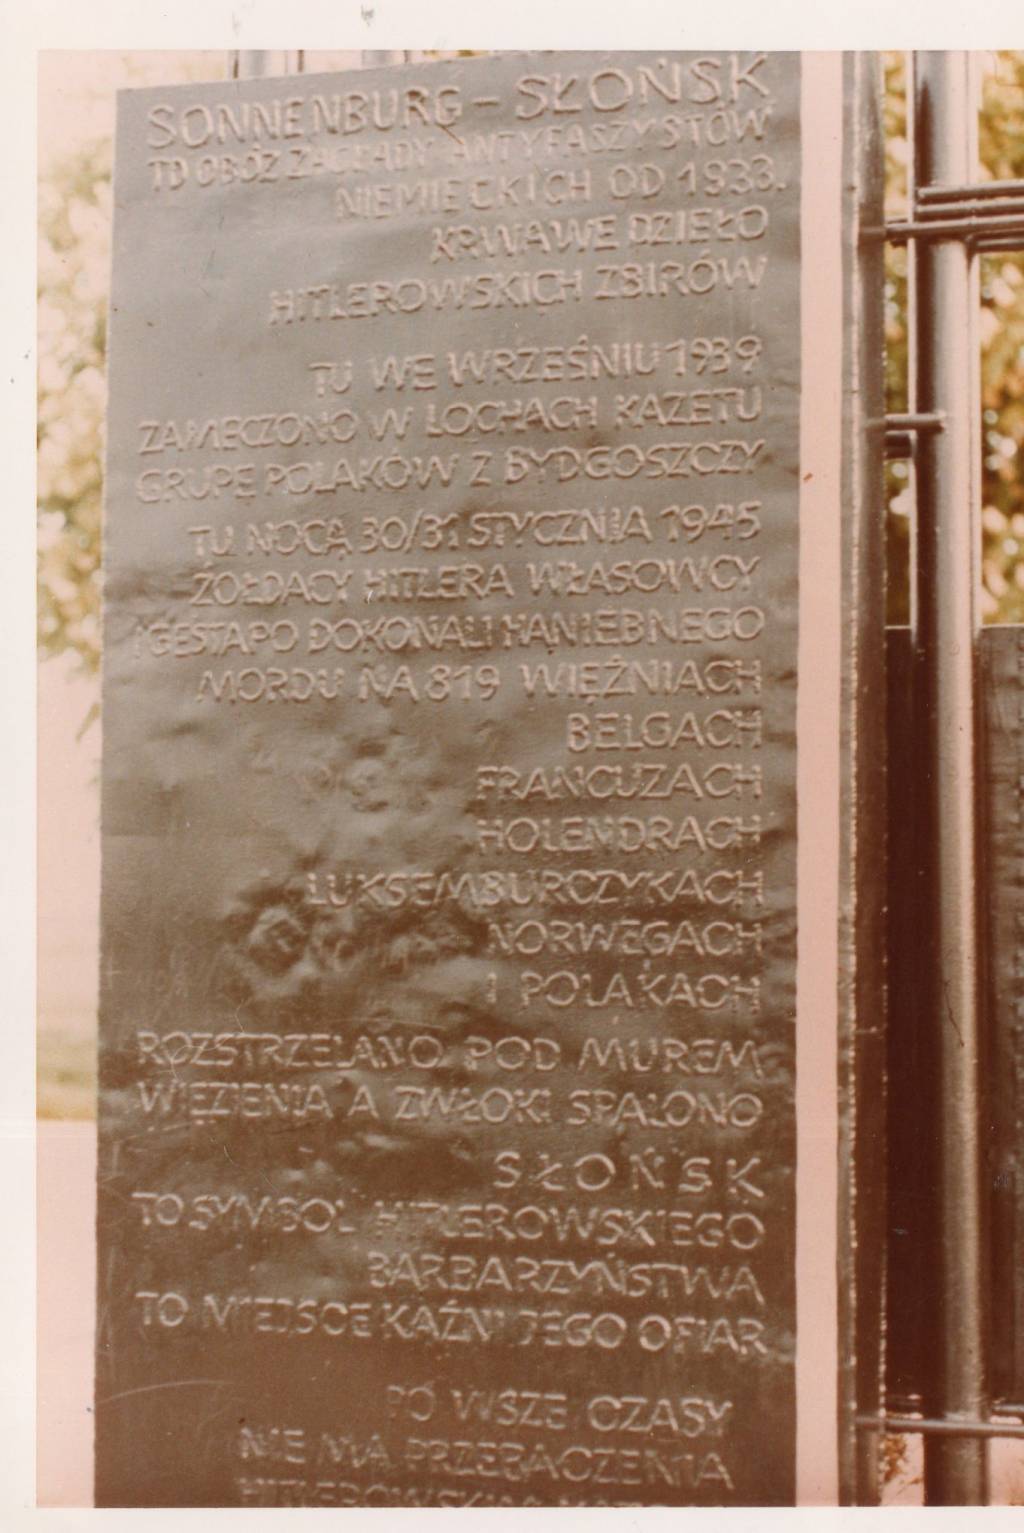 SONNENBURG – SŁOŃSK
TO OBÓZ ZAGŁADY ANTYFASZYSTÓW
NIEMIECKICH OD 1933.
KRWAWE DZIEŁO
HITLEROWSKICH ZBIRÓW
TU WE WRZEŚNIU 1939
ZAMĘCZONO W LOCHACH KAZETU
GRUPĘ POLAKÓW Z BYDGOSZCZY
TU NOCĄ 30/31 STYCZNIA 1945
ŻOŁDACY HITLERA WŁASOWCY
I GESTAPO DOKONALI HANIEBNEGO
MORDU NA 819 WIĘŹNIACH
BELGACH
FRANCUZACH
HOLENDRACH
LUKSEMBURCZYKACH
NORWEGACH
I POLAKACH
ROZSTRZELANO POD MUREM
WIĘZIENIA A ZWŁOKI SPALONO
SŁOŃSK
TO SYMBOL HITLEROWSKIEGO
BARBARZYŃSTWA
TO MIEJSCE KAŹNI JEGO OFIAR
PO WSZE CZASY
NIE MA PRZEBACZENIA